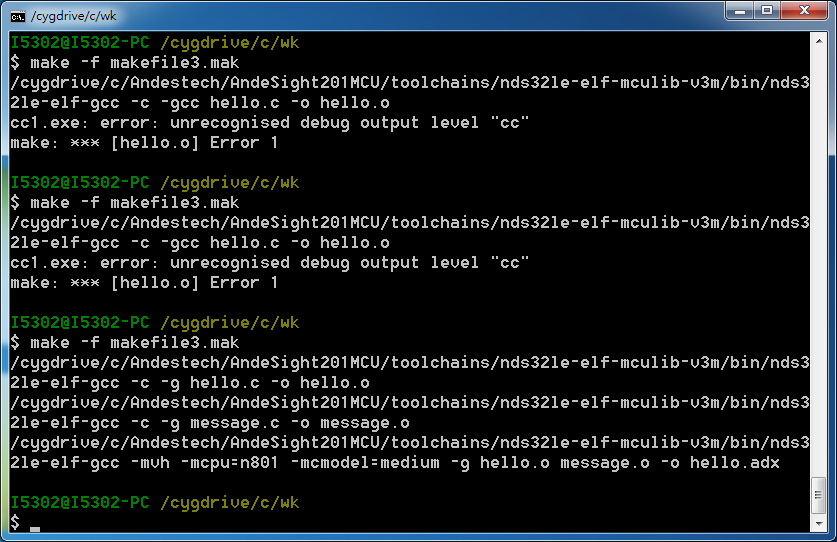 /cygdrive/c/wk
I5302@I5302-PC /cygdrive/c/wk
$ make -f makefile3.mak
/cygdrive/c/Andestech/AndeSight201MCU/toolchains/nds32le-elf-mculib-v3m/bin/nds3
2le-elf-gcc -c -gcc hello.c -o hello.o
cc1.exe: error: unrecognised debug output level "cc"
make: *** [hello.o] Error 1
I5302@I5302-PC /cygdrive/c/wk
$ make -f makefile3.mak
/cygdrive/c/Andestech/AndeSight201MCU/toolchains/nds32le-elf-mculib-v3m/bin/nds3
2le-elf-gcc -c -gcc hello.c -o hello.o
cc1.exe: error: unrecognised debug output level "cc"
make: *** [hello.o] Error 1
I5302@I5302-PC /cygdrive/c/wk
$ make -f makefile3.mak
/cygdrive/c/Andestech/AndeSight201MCU/toolchains/nds32le-elf-mculib-v3m/bin/nds3
2le-elf-gcc -c -g hello.c -o hello.o
/cygdrive/c/Andestech/AndeSight201MCU/toolchains/nds32le-elf-mculib-v3m/bin/nds3
2le-elf-gcc -c -g message.c -o message.o
/cygdrive/c/Andestech/AndeSight201MCU/toolchains/nds32le-elf-mculib-v3m/bin/nds3
2le-elf-gcc -mvh -mcpu=n801 -mcmodel=medium -g hello.o message.o -o hello.adx
I5302@I5302-PC /cygdrive/c/wk
$